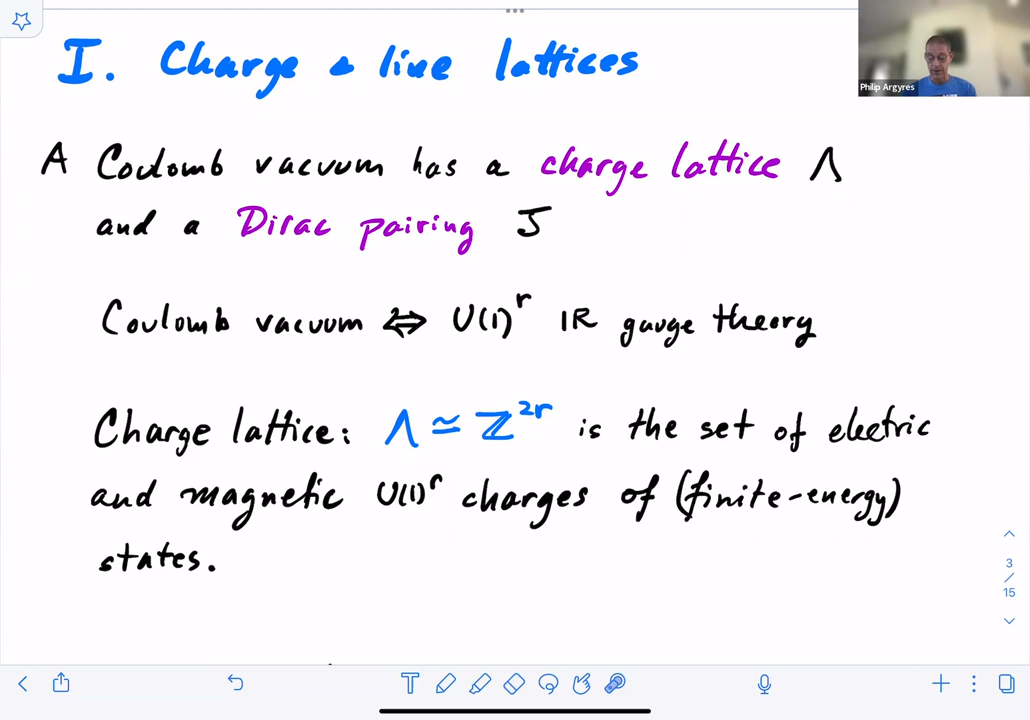 I. Charge & line lattices
Philip Argyres
A Coulomb vacuum has a charge lattice Λ
and a Dirac pairing J
Coulomb vacuum ⇔ U(1)^r IR gauge theory
Charge lattice: Λ ≃ ℤ^2r is the set of electric
and magnetic U(1)^r charges of (finite-energy)
states.
3
/
15
T